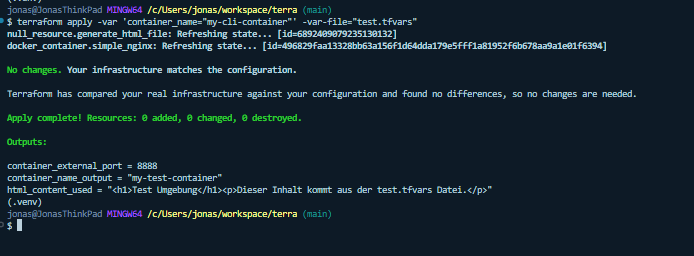 jonas@JonasThinkPad MINGW64 /c/Users/jonas/workspace/terra (main)
$ terraform apply -var 'container_name="my-cli-container"' -var-file="test.tfvars"
null_resource.generate_html_file: Refreshing state... [id=6892409079235130132]
docker_container.simple_nginx: Refreshing state... [id=496829faa13328bb63a156f1d64dda179e5fff1a81952f6b678aa9a1e01f6394]
No changes. Your infrastructure matches the configuration.
Terraform has compared your real infrastructure against your configuration and found no differences, so no changes are needed.
Apply complete! Resources: 0 added, 0 changed, 0 destroyed.
Outputs:
container_external_port = 8888
container_name_output = "my-test-container"
html_content_used = "<h1>Test Umgebung</h1><p>Dieser Inhalt kommt aus der test.tfvars Datei.</p>"
(.venv)
jonas@JonasThinkPad MINGW64 /c/Users/jonas/workspace/terra (main)
$